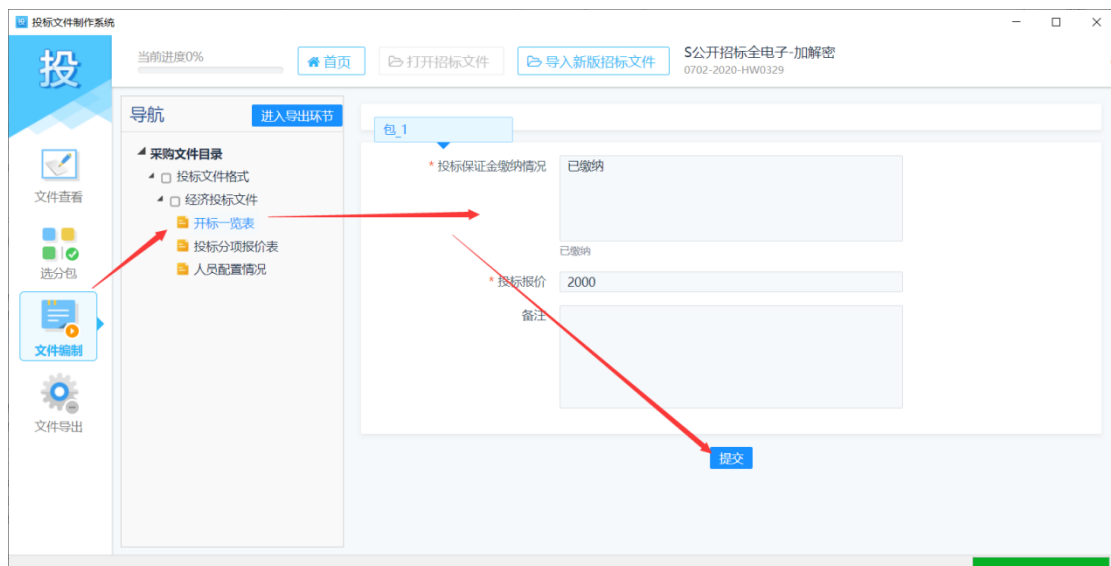 投标文件制作系统
投
当前进度0%
首页
打开招标文件
导入新版招标文件
S公开招标全电子-加解密
0702-2020-HW0329
文件查看
选分包
文件编制
文件导出
导航
进入导出环节
采购文件目录
投标文件格式
经济投标文件
开标一览表
投标分项报价表
人员配置情况
包_1
* 投标保证金缴纳情况
已缴纳
已缴纳
* 投标报价
2000
备注
提交